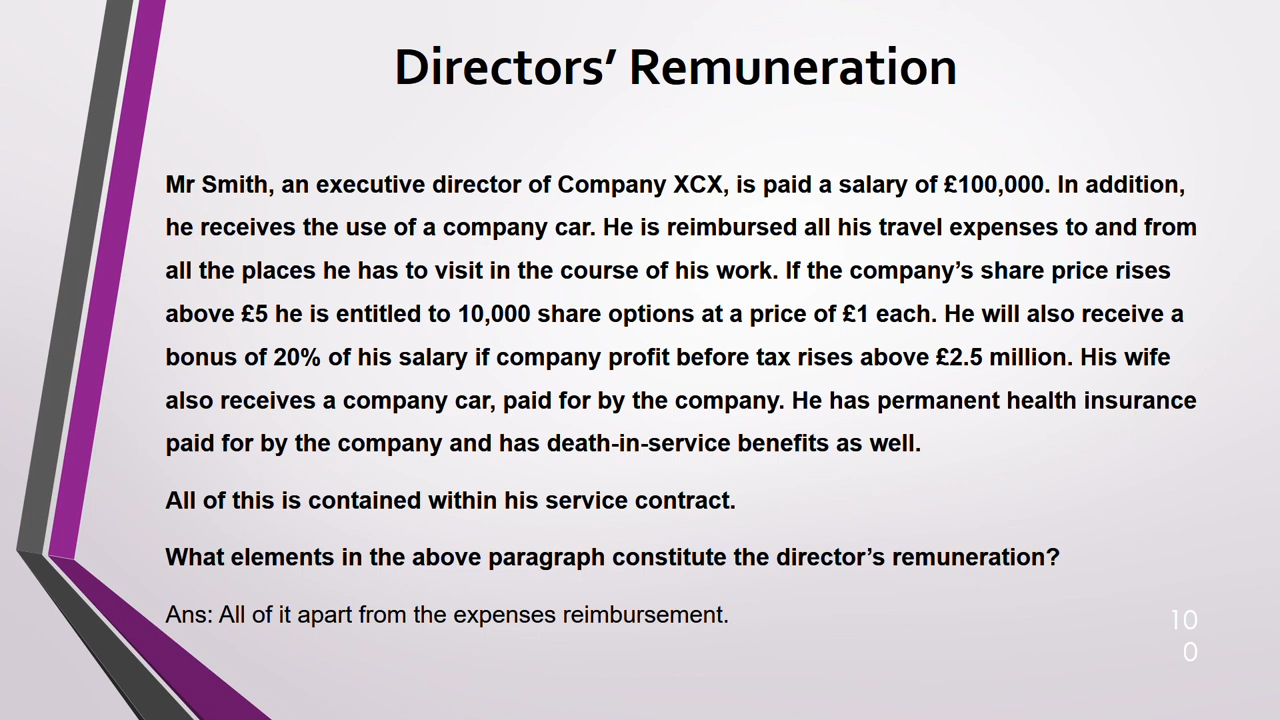 Directors’ Remuneration
Mr Smith, an executive director of Company XCX, is paid a salary of £100,000. In addition,
he receives the use of a company car. He is reimbursed all his travel expenses to and from
all the places he has to visit in the course of his work. If the company’s share price rises
above £5 he is entitled to 10,000 share options at a price of £1 each. He will also receive a
bonus of 20% of his salary if company profit before tax rises above £2.5 million. His wife
also receives a company car, paid for by the company. He has permanent health insurance
paid for by the company and has death-in-service benefits as well.
All of this is contained within his service contract.
What elements in the above paragraph constitute the director’s remuneration?
Ans: All of it apart from the expenses reimbursement.
10
0